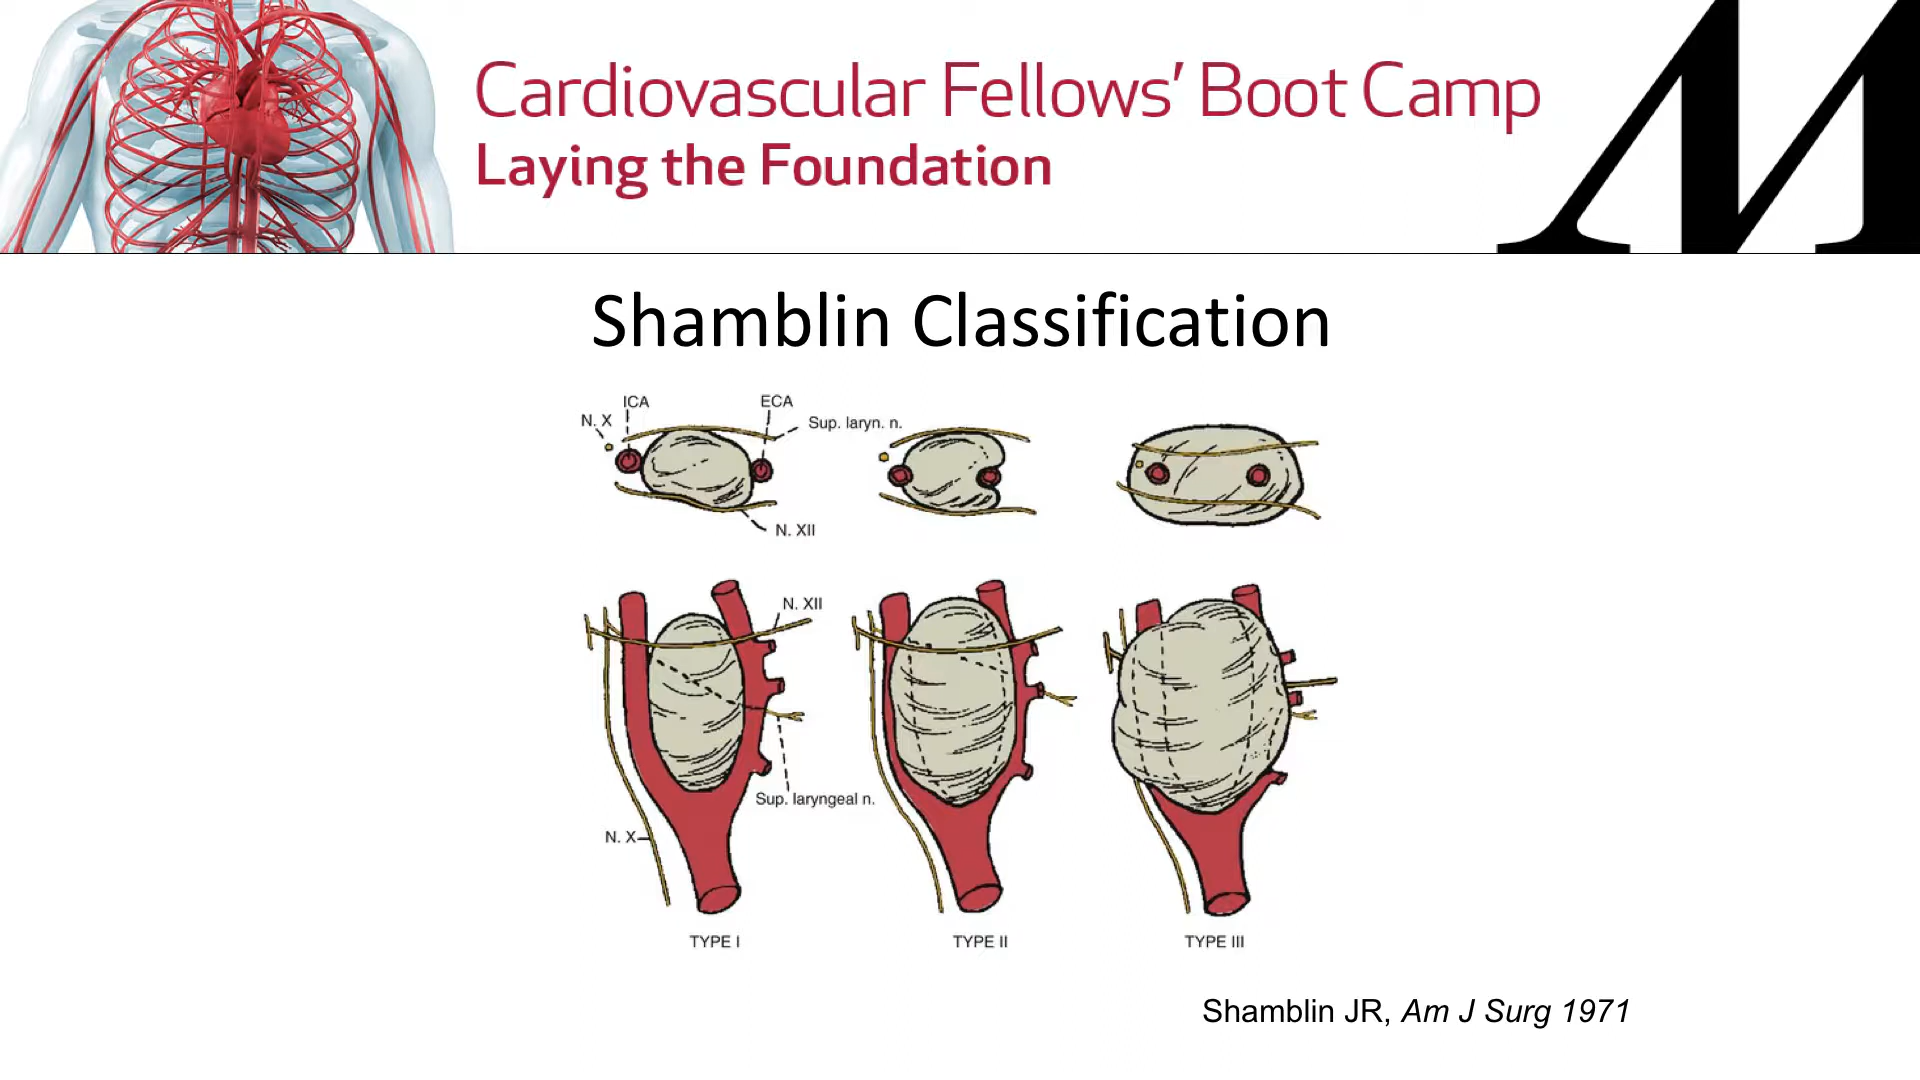 Cardiovascular Fellows' Boot Camp
Laying the Foundation
M
Shamblin Classification
ICA
ECA
N. X
Sup. laryn. n.
N. XII
N. XII
Sup. laryngeal n.
N. X
TYPE I
TYPE II
TYPE III
Shamblin JR, Am J Surg 1971